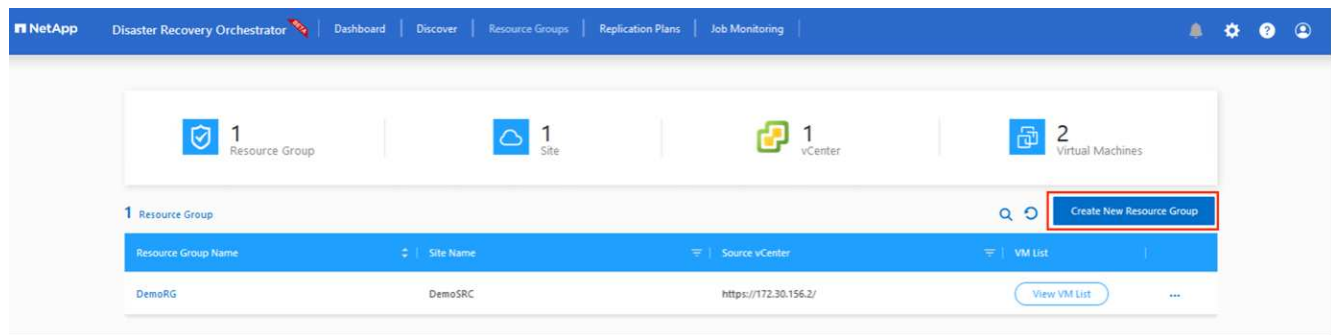 NetApp Disaster Recovery Orchestrator Dashboard Discover Resource Groups Replication Plans Job Monitoring
1
Resource Group
1
Site
1
vCenter
2
Virtual Machines
1 Resource Group
Create New Resource Group
Resource Group Name Site Name Source vCenter VM List
DemoRG DemoSRC https://172.30.156.2/ View VM List ...